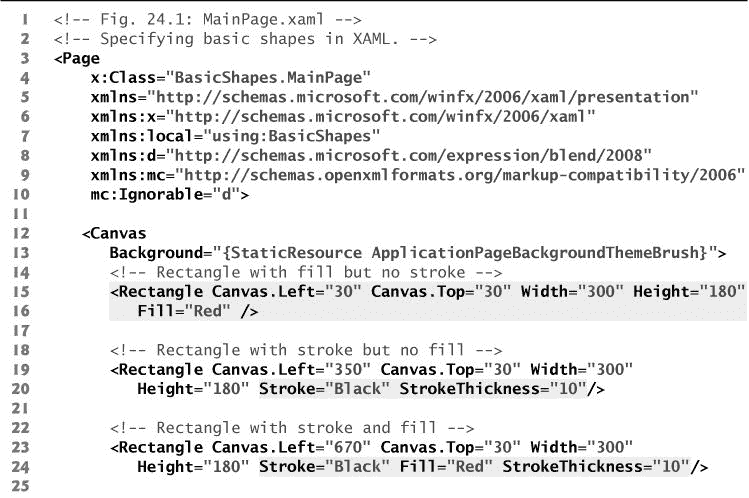 1 <!-- Fig. 24.1: MainPage.xaml -->
2 <!-- Specifying basic shapes in XAML. -->
3 <Page
4 x:Class="BasicShapes.MainPage"
5 xmlns="http://schemas.microsoft.com/winfx/2006/xaml/presentation"
6 xmlns:x="http://schemas.microsoft.com/winfx/2006/xaml"
7 xmlns:local="using:BasicShapes"
8 xmlns:d="http://schemas.microsoft.com/expression/blend/2008"
9 xmlns:mc="http://schemas.openxmlformats.org/markup-compatibility/2006"
10 mc:Ignorable="d">
11
12 <Canvas
13 Background="{StaticResource ApplicationPageBackgroundThemeBrush}">
14 <!-- Rectangle with fill but no stroke -->
15 <Rectangle Canvas.Left="30" Canvas.Top="30" Width="300" Height="180"
16 Fill="Red" />
17
18 <!-- Rectangle with stroke but no fill -->
19 <Rectangle Canvas.Left="350" Canvas.Top="30" Width="300"
20 Height="180" Stroke="Black" StrokeThickness="10"/>
21
22 <!-- Rectangle with stroke and fill -->
23 <Rectangle Canvas.Left="670" Canvas.Top="30" Width="300"
24 Height="180" Stroke="Black" Fill="Red" StrokeThickness="10"/>
25